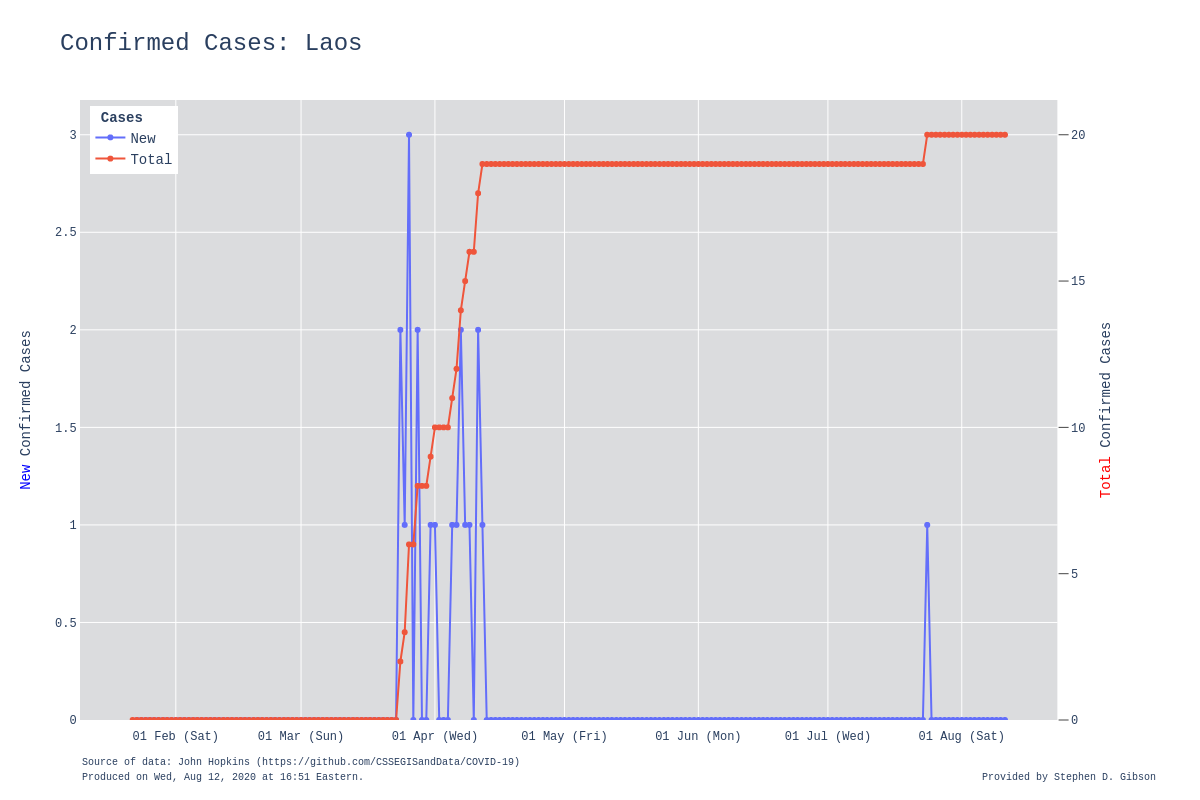 Confirmed Cases: Laos
Cases
New
Total
3
2.5
2
1.5
1
0.5
0
20
15
10
5
0
New Confirmed Cases
Total Confirmed Cases
01 Feb (Sat)
01 Mar (Sun)
01 Apr (Wed)
01 May (Fri)
01 Jun (Mon)
01 Jul (Wed)
01 Aug (Sat)
Source of data: John Hopkins (https://github.com/CSSEGISandData/COVID-19)
Produced on Wed, Aug 12, 2020 at 16:51 Eastern.
Provided by Stephen D. Gibson